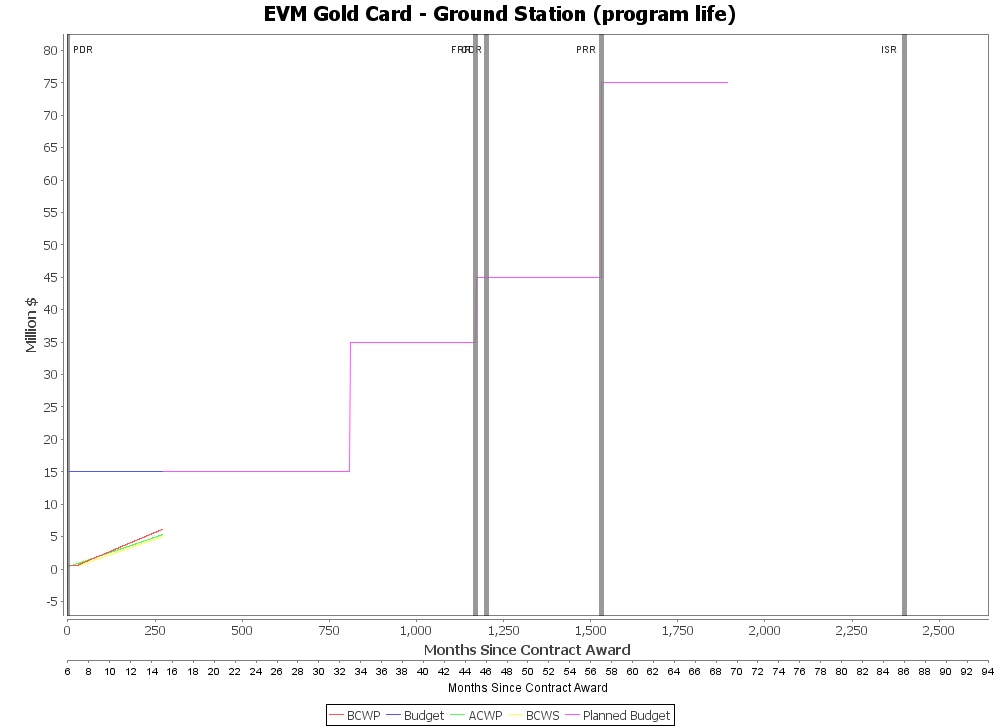 EVM Gold Card - Ground Station (program life)
PDR FRR CDR PRR ISR
80
75
70
65
60
55
50
45
40
35
30
25
20
15
10
5
0
-5
Million $
0 250 500 750 1,000 1,250 1,500 1,750 2,000 2,250 2,500
Months Since Contract Award
6 8 10 12 14 16 18 20 22 24 26 28 30 32 34 36 38 40 42 44 46 48 50 52 54 56 58 60 62 64 66 68 70 72 74 76 78 80 82 84 86 88 90 92 94
Months Since Contract Award
BCWP Budget ACWP BCWS Planned Budget